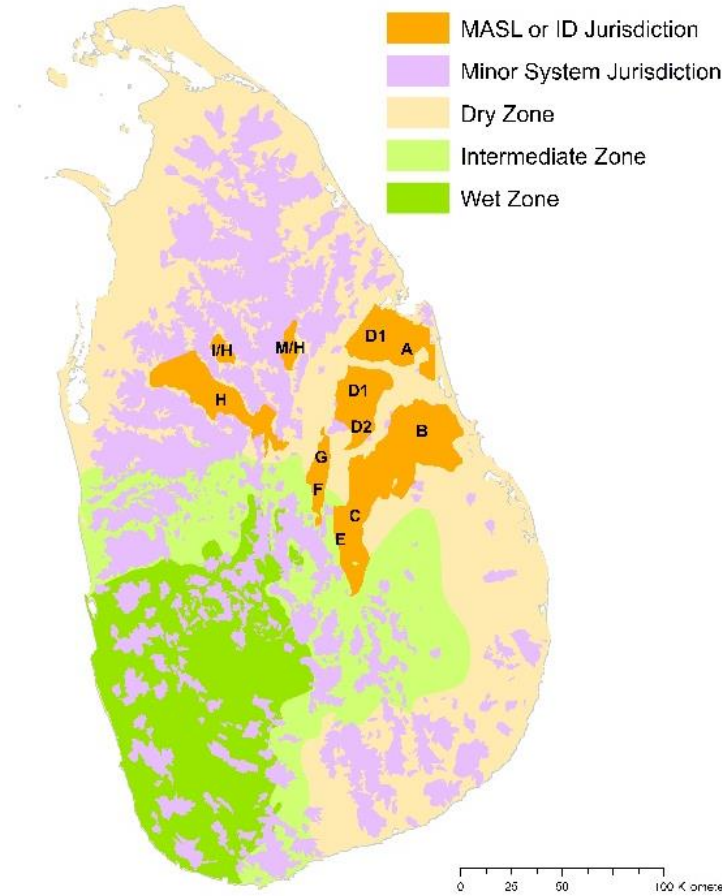 MASL or ID Jurisdiction
Minor System Jurisdiction
Dry Zone
Intermediate Zone
Wet Zone
D1
A
I/H
M/H
H
D1
B
D2
G
F
C
E
0 25 50 100 Kilometers